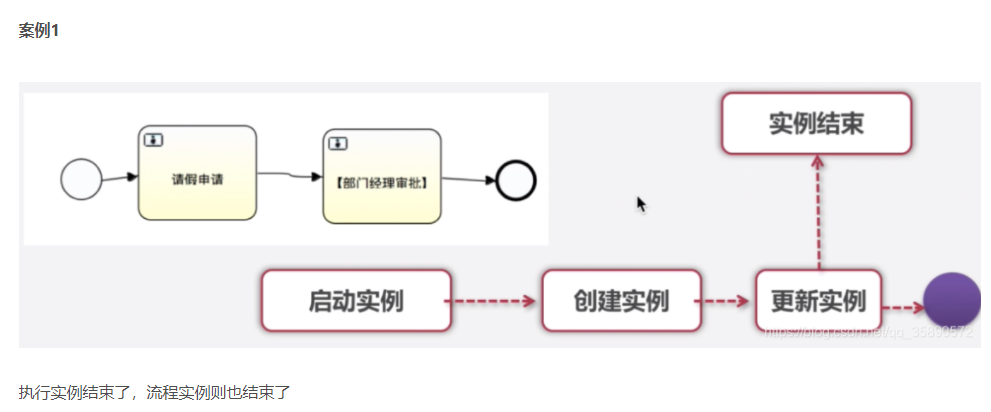 案例1
请假申请
【部门经理审批】
实例结束
启动实例
创建实例
更新实例
https://blog.csdn.net/qq_35890572
执行实例结束了，流程实例则也结束了